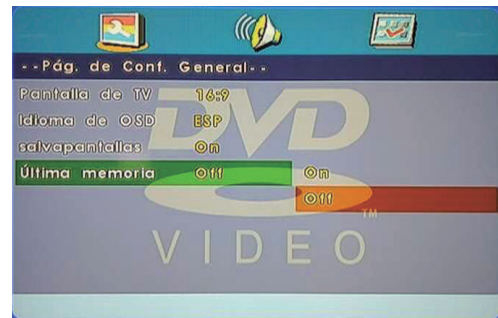 --Pág. de Conf. General--
Pantalla de TV 16:9
Idioma de OSD ESP
salvapantallas On
Última memoria Off On
Off
DVD
TM
VIDEO